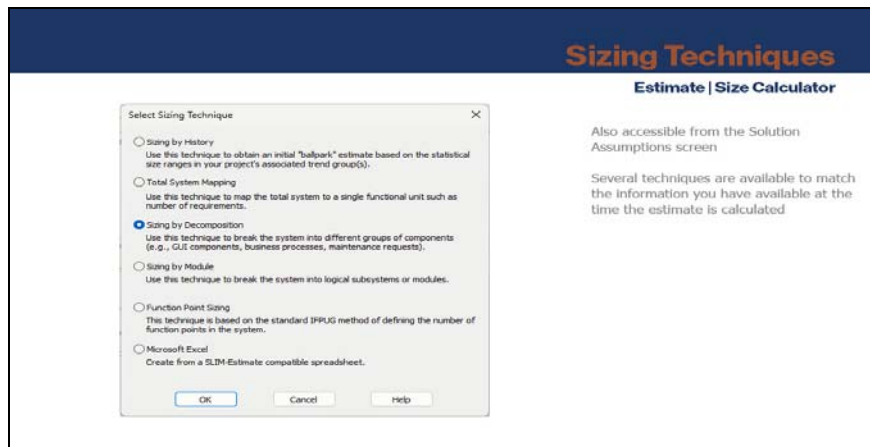 Sizing Techniques
Estimate | Size Calculator
Select Sizing Technique
Sizing by History
Use this technique to obtain an initial "ballpark" estimate based on the statistical
size ranges in your project's associated trend group(s).
Total System Mapping
Use this technique to map the total system to a single functional unit such as
number of requirements.
Sizing by Decomposition
Use this technique to break the system into different groups of components
(e.g., GUI components, business processes, maintenance requests).
Sizing by Module
Use this technique to break the system into logical subsystems or modules.
Function Point Sizing
This technique is based on the standard IFPUG method of defining the number of
function points in the system.
Microsoft Excel
Create from a SLIM-Estimate compatible spreadsheet.
OK Cancel Help
Also accessible from the Solution
Assumptions screen
Several techniques are available to match
the information you have available at the
time the estimate is calculated